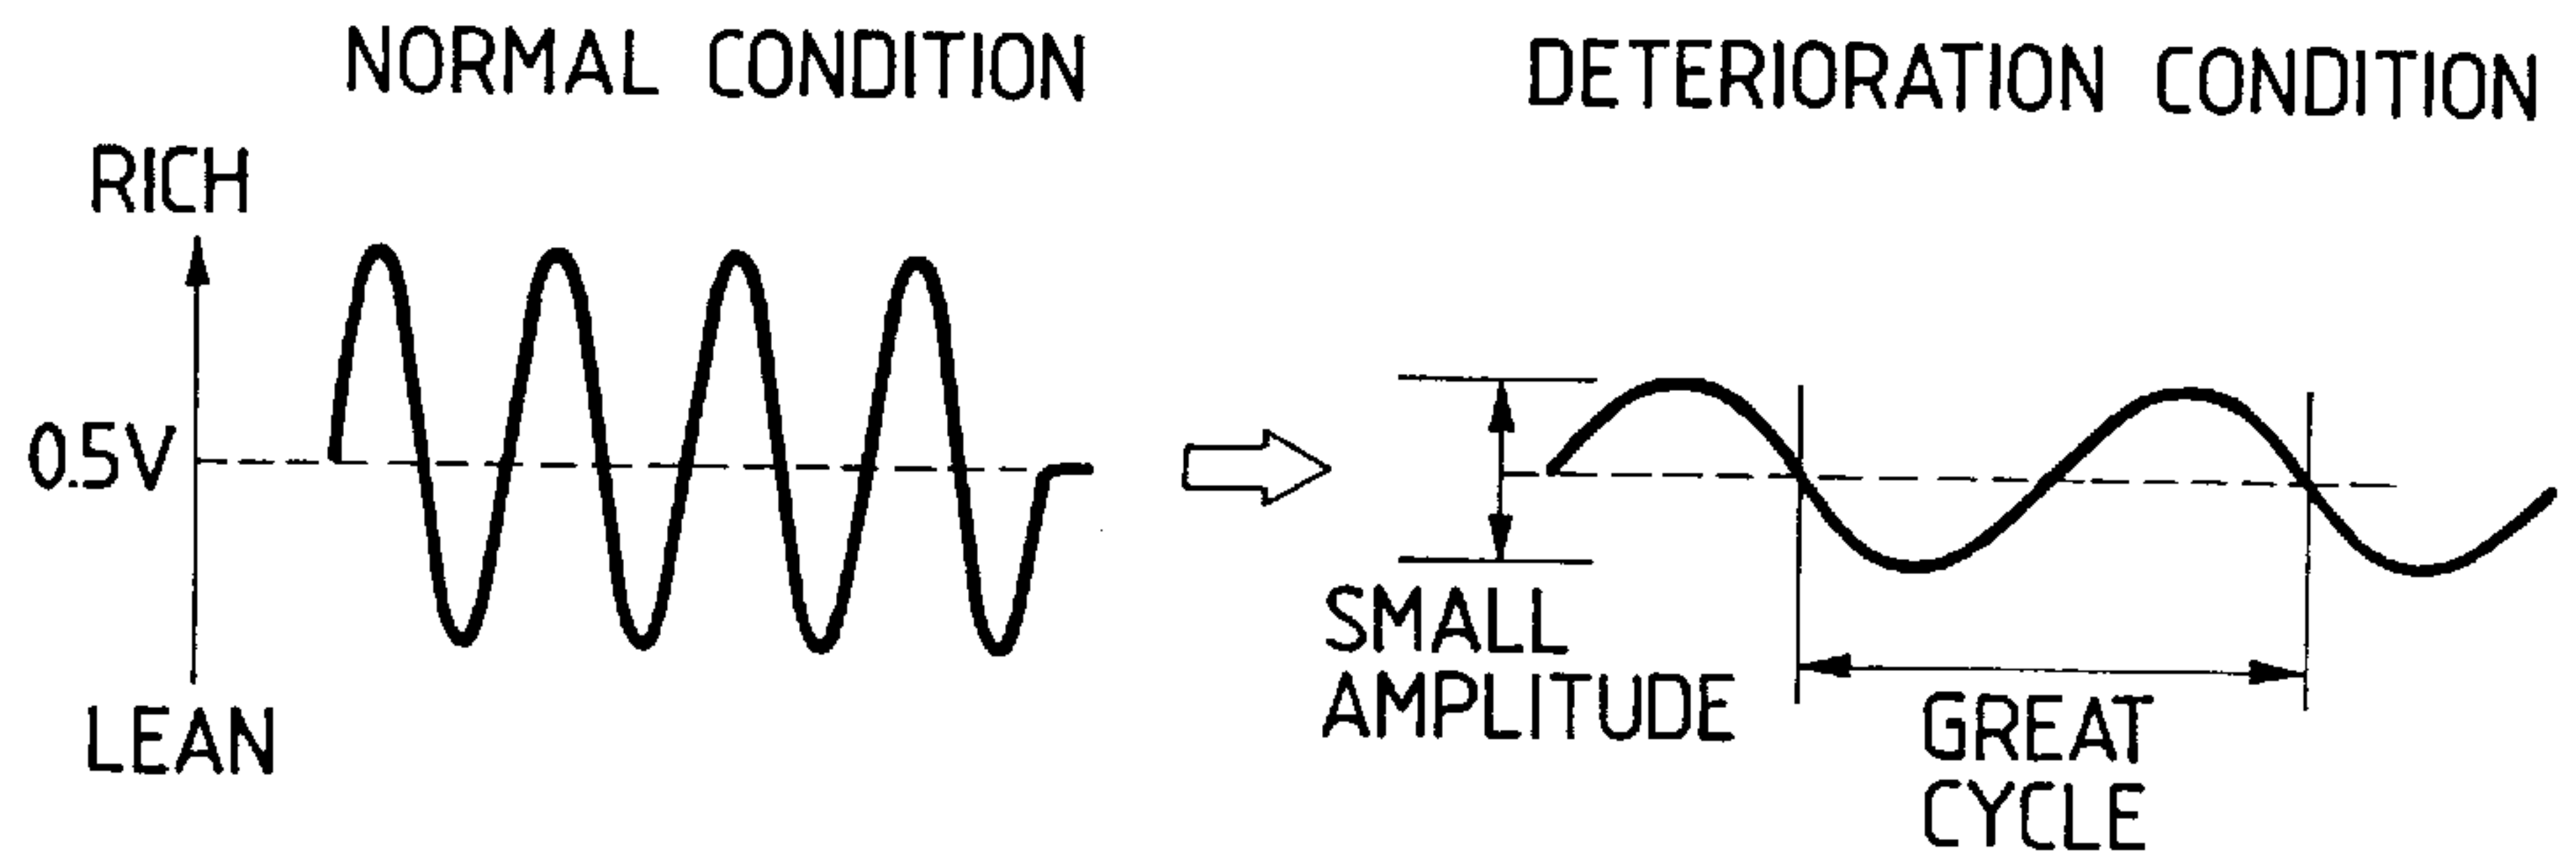 NORMAL CONDITION
DETERIORATION CONDITION
RICH
0.5V
LEAN
SMALL
AMPLITUDE
GREAT
CYCLE